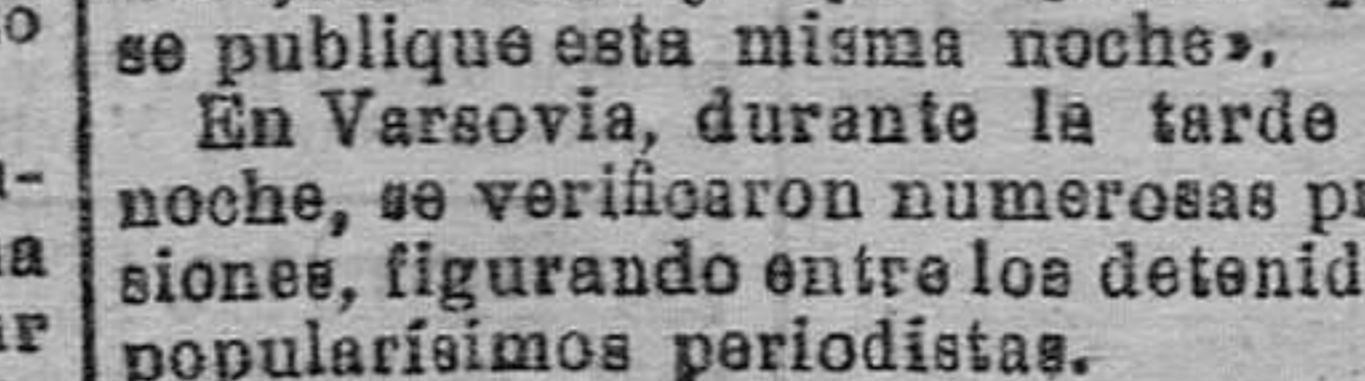 se publique esta misma noche».
En Varsovia, durante la tarde
noche, se verificaron numerosas
siones, figurando entre los detenid
popularísimos periodistas.